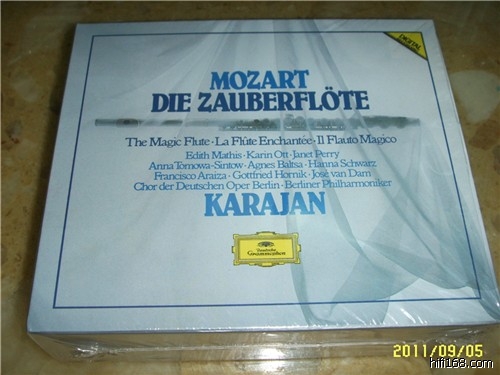 DIGITAL
MOZART
DIE ZAUBERFLÖTE
The Magic Flute · La Flûte Enchantée · Il Flauto Magico
Edith Mathis · Karin Ott · Janet Perry
Anna Tomowa-Sintow · Agnes Baltsa · Hanna Schwarz
Francisco Araiza · Gottfried Hornik · José van Dam
Chor der Deutschen Oper Berlin · Berliner Philharmoniker
KARAJAN
Deutsche
Grammophon
2011/09/05
hifi168.com